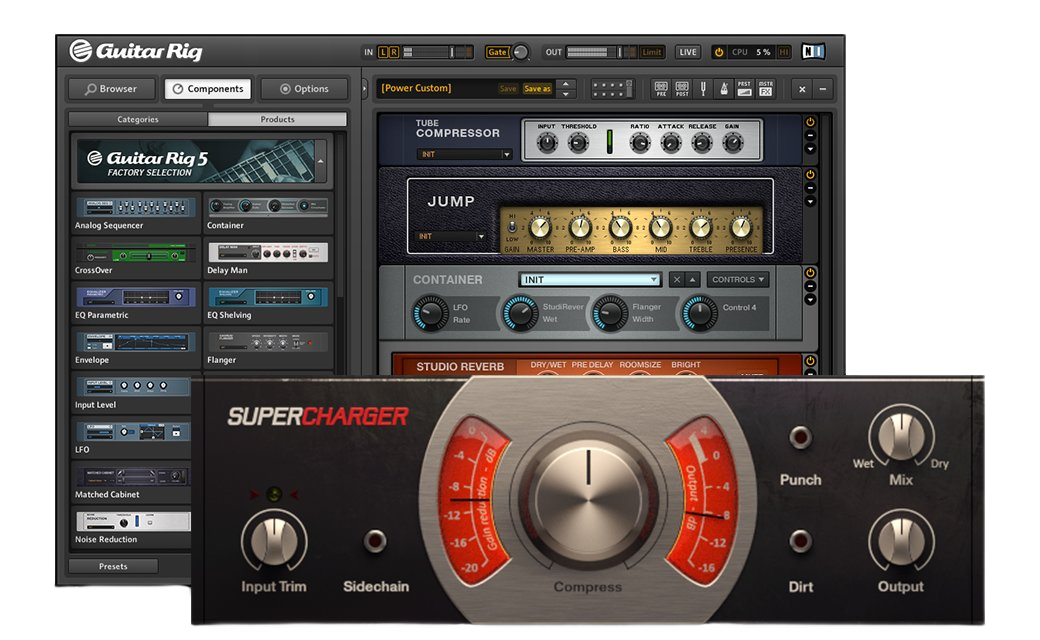 Guitar Rig
IN L R Gate OUT Limit LIVE CPU 5 % HI NI
Browser Components Options
[Power Custom] Save Save as PRE POST PRST MSTR FX
Categories Products
Guitar Rig 5
FACTORY SELECTION
Analog Sequencer Container
CrossOver Delay Man
EQ Parametric EQ Shelving
Envelope Flanger
Input Level
LFO
Matched Cabinet
Noise Reduction
Presets
TUBE
COMPRESSOR
INIT
INPUT THRESHOLD RATIO ATTACK RELEASE GAIN
JUMP
INIT
HI
LOW
GAIN MASTER PRE-AMP BASS MID TREBLE PRESENCE
CONTAINER INIT CONTROLS
LFO
Rate
StudiRever
Wet
Flanger
Width
Control 4
STUDIO REVERB DRY/WET PRE DELAY ROOMSIZE BRIGHT
SUPERCHARGER
Input Trim
Sidechain
0
-4
-8
-12
-16
-20
Gain reduction - dB
Compress
4
0
-4
-8
-12
-16
Output - dB
Punch
Wet Dry
Mix
Dirt
Output